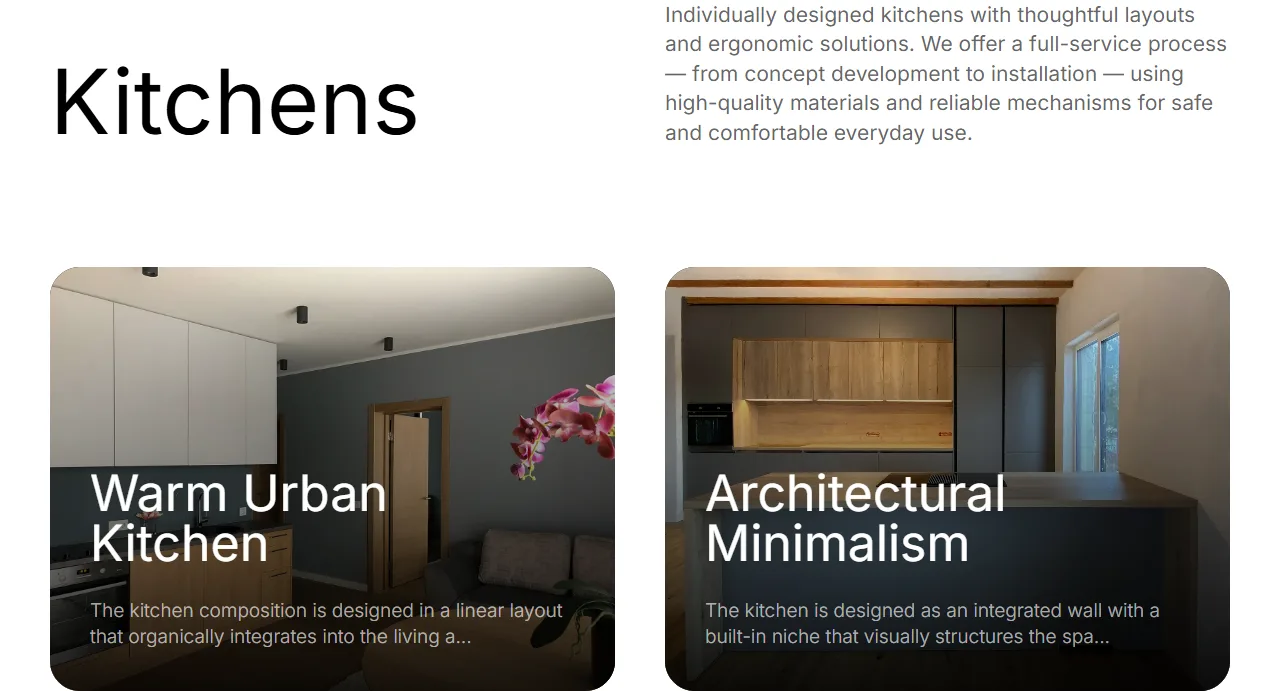 Kitchens
Individually designed kitchens with thoughtful layouts
and ergonomic solutions. We offer a full-service process
— from concept development to installation — using
high-quality materials and reliable mechanisms for safe
and comfortable everyday use.
Warm Urban
Kitchen
The kitchen composition is designed in a linear layout
that organically integrates into the living a...
Architectural
Minimalism
The kitchen is designed as an integrated wall with a
built-in niche that visually structures the spa...